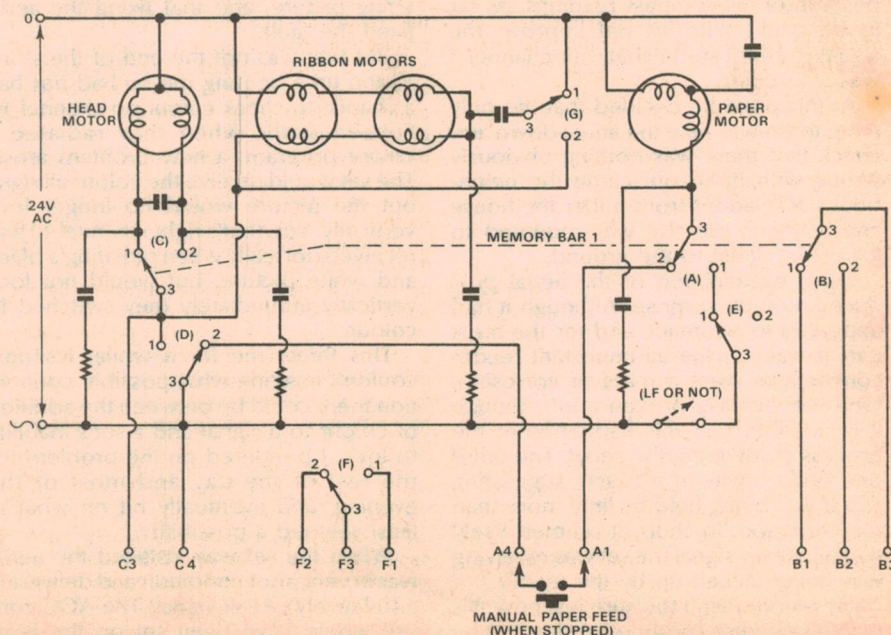 0
HEAD MOTOR
RIBBON MOTORS
PAPER MOTOR
1
(G)
3
2
24V AC
(C)
1
2
3
MEMORY BAR 1
3
2
(A)
1
3
1
(B)
2
1
(D)
2
3
1
(E)
2
3
(LF OR NOT)
2
(F)
1
3
C3
C4
F2
F3
F1
A4
A1
B1
B2
B3
MANUAL PAPER FEED
(WHEN STOPPED)